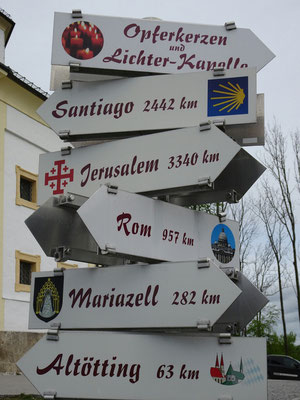 Opferkerzen
und
Lichter-Kapelle
Santiago 2442 km
Jerusalem 3340 km
Rom 957 km
Mariazell 282 km
Altötting 63 km